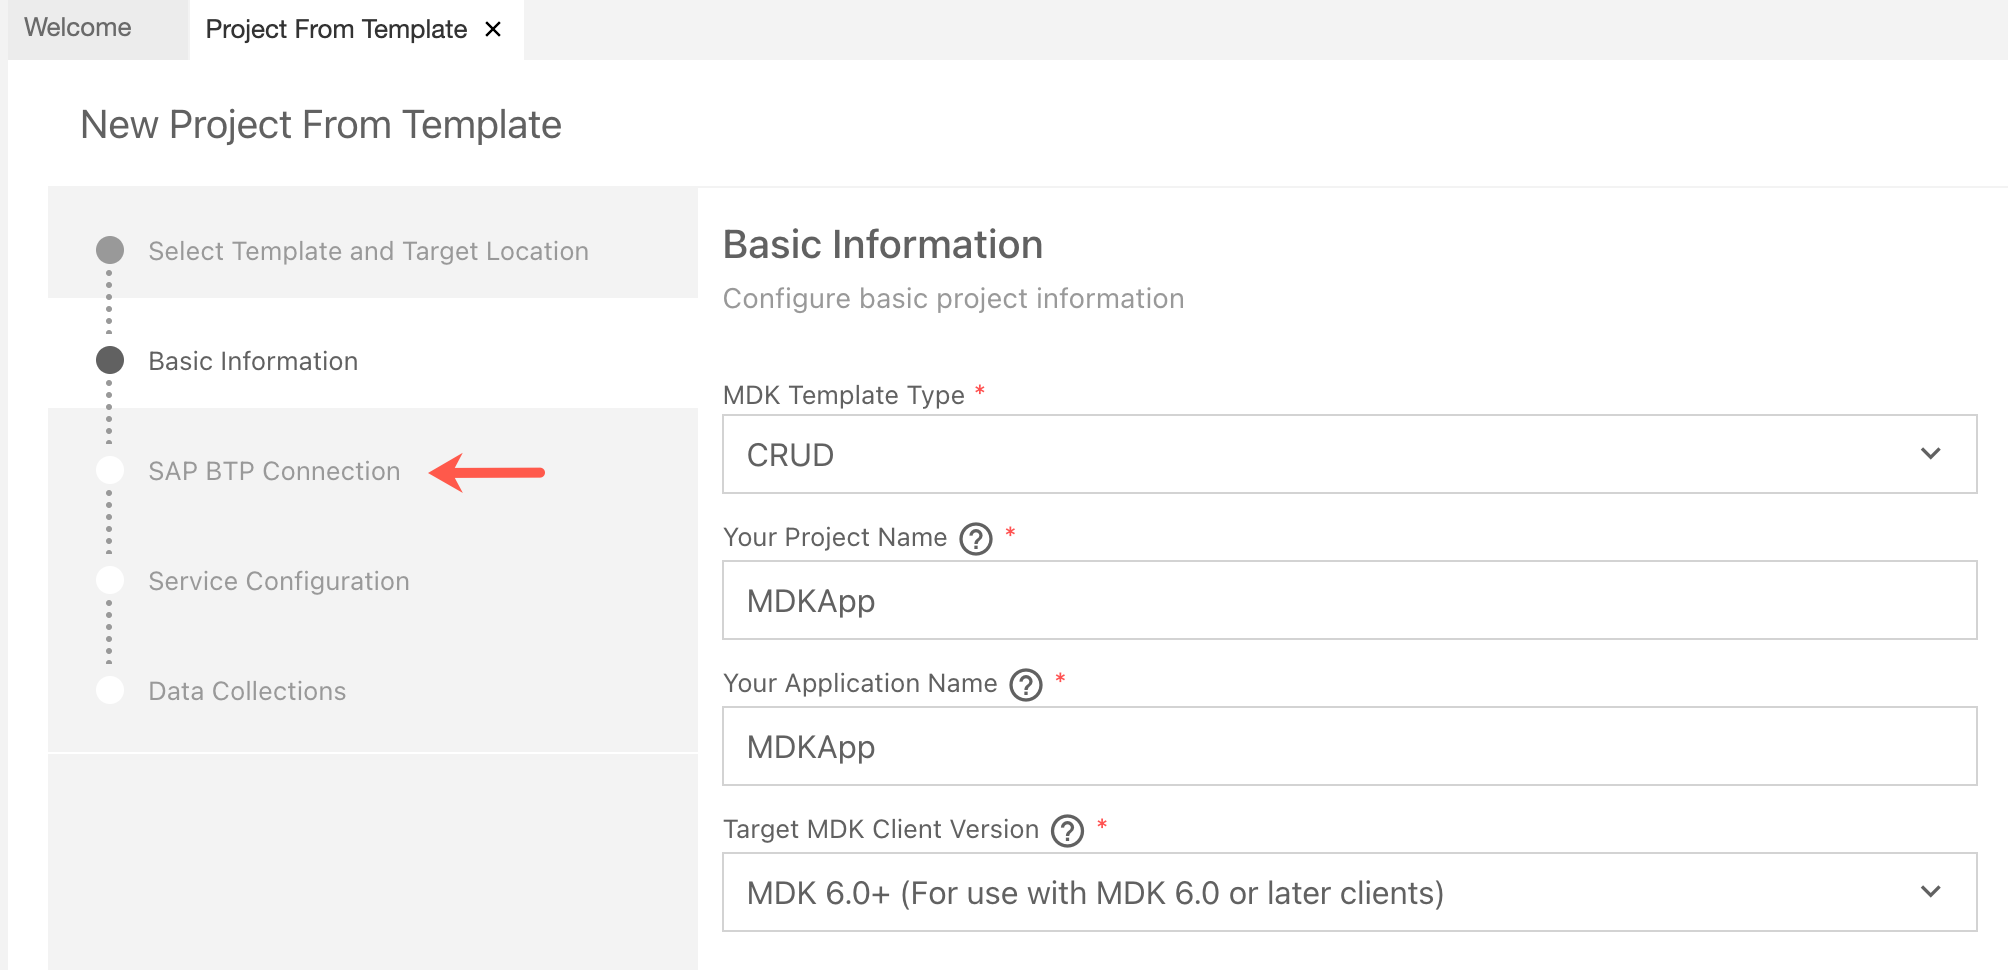 Welcome
Project From Template
New Project From Template
Select Template and Target Location
Basic Information
SAP BTP Connection
Service Configuration
Data Collections
Basic Information
Configure basic project information
MDK Template Type *
CRUD
Your Project Name ? *
MDKApp
Your Application Name ? *
MDKApp
Target MDK Client Version ? *
MDK 6.0+ (For use with MDK 6.0 or later clients)